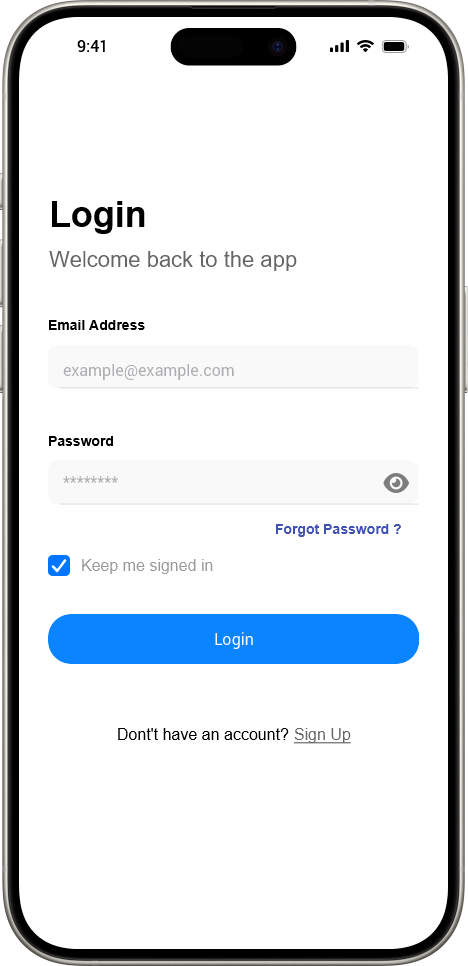 9:41
Login
Welcome back to the app
Email Address
example@example.com
Password
********
Forgot Password ?
Keep me signed in
Login
Dont't have an account? Sign Up